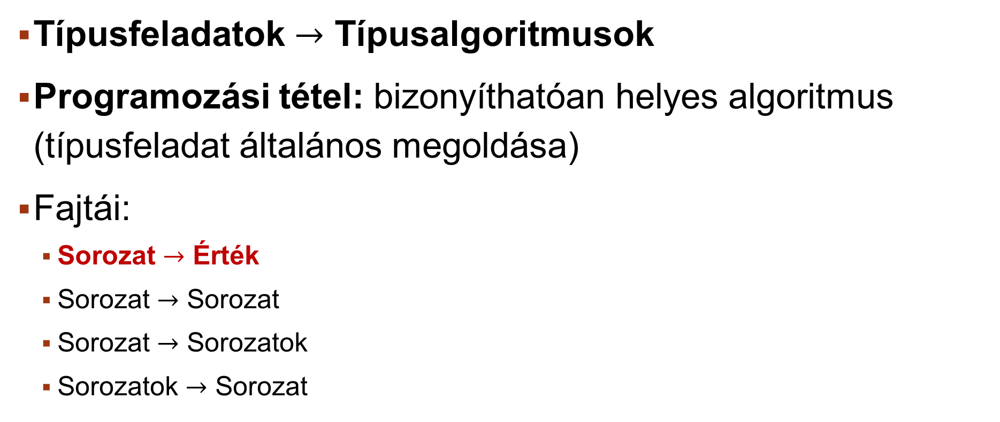 ▪Típusfeladatok → Típusalgoritmusok
▪Programozási tétel: bizonyíthatóan helyes algoritmus
(típusfeladat általános megoldása)
▪Fajtái:
▪ Sorozat → Érték
▪ Sorozat → Sorozat
▪ Sorozat → Sorozatok
▪ Sorozatok → Sorozat